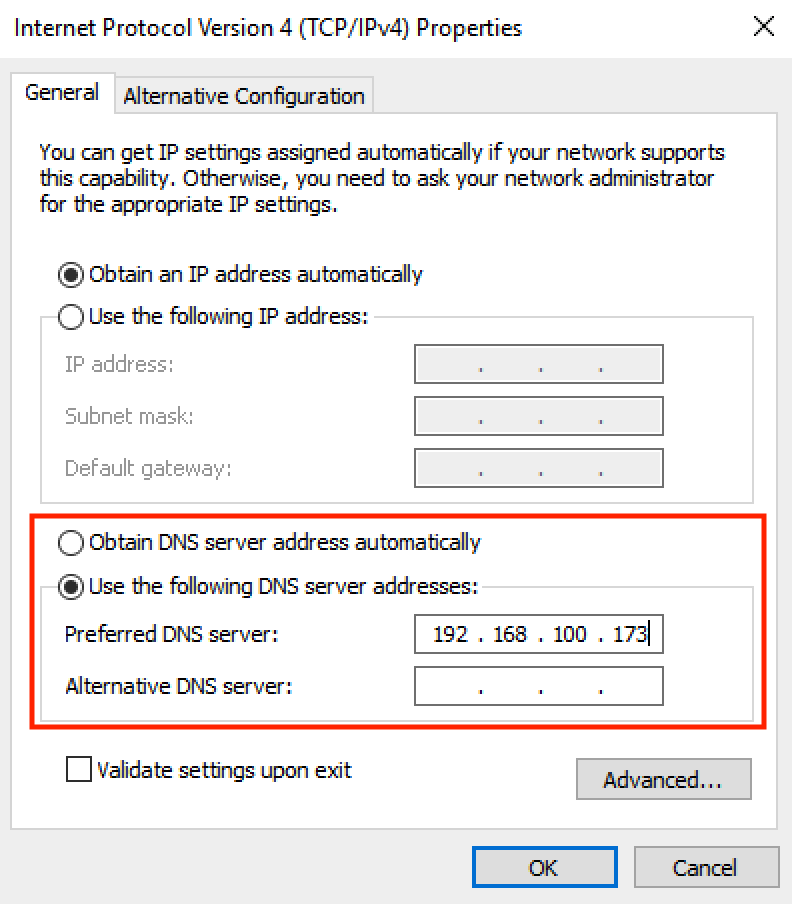 Internet Protocol Version 4 (TCP/IPv4) Properties
General
Alternative Configuration
You can get IP settings assigned automatically if your network supports
this capability. Otherwise, you need to ask your network administrator
for the appropriate IP settings.
Obtain an IP address automatically
Use the following IP address:
IP address: . . .
Subnet mask: . . .
Default gateway: . . .
Obtain DNS server address automatically
Use the following DNS server addresses:
Preferred DNS server: 192 . 168 . 100 . 173
Alternative DNS server: . . .
Validate settings upon exit
Advanced...
OK
Cancel